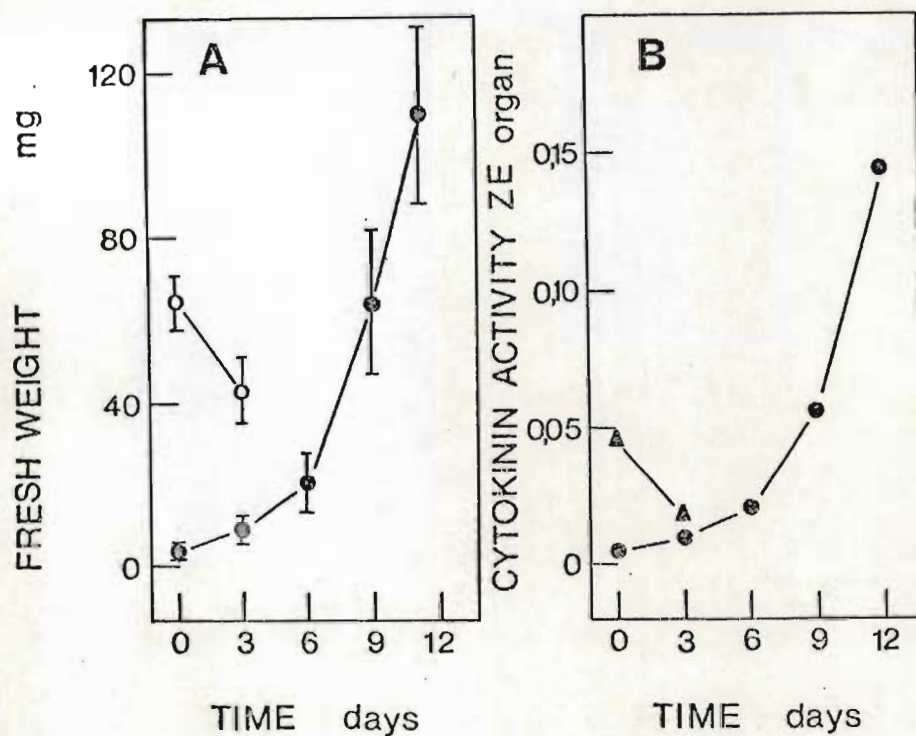 A
FRESH WEIGHT mg
120
80
40
0
0 3 6 9 12
TIME days
B
CYTOKININ ACTIVITY ZE organ
0,15
0,10
0,05
0
0 3 6 9 12
TIME days